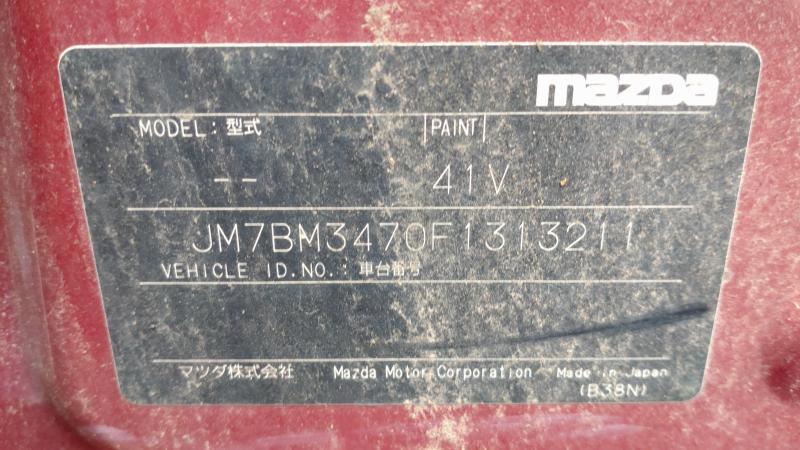 mazda
MODEL: 型式 PAINT
-- 41V
JM7BM3470F1313211
VEHICLE ID.NO.: 車台番号
マツダ株式会社 Mazda Motor Corporation Made in Japan
(B38N)